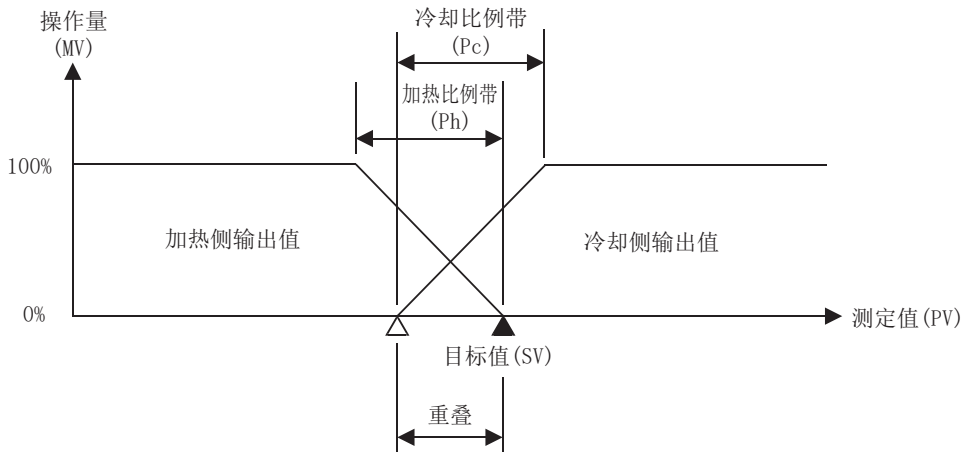 操作量
(MV)
冷却比例带
(Pc)
加热比例带
(Ph)
100%
加热侧输出值
冷却侧输出值
0%
测定值(PV)
目标值(SV)
重叠